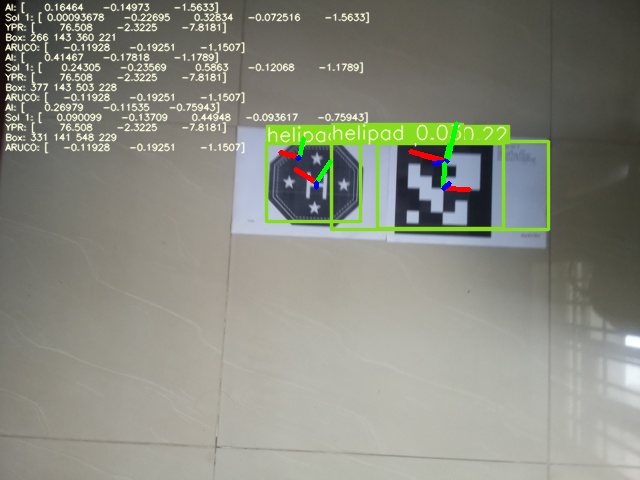 AI: [ 0.16464 -0.14973 -1.5633]
Sol 1: [ 0.00093678 -0.22695 0.32834 -0.072516 -1.5633]
YPR: [ 76.508 -2.3225 -7.8181]
Box: 266 143 360 221
ARUCO: [ -0.11928 -0.19251 -1.1507]
AI: [ 0.41467 -0.17818 -1.1789]
Sol 1: [ 0.24305 -0.23569 0.5863 -0.12068 -1.1789]
YPR: [ 76.508 -2.3225 -7.8181]
Box: 377 143 503 228
ARUCO: [ -0.11928 -0.19251 -1.1507]
AI: [ 0.26979 -0.11535 -0.75943]
Sol 1: [ 0.090099 -0.13709 0.44948 -0.093617 -0.75943]
YPR: [ 76.508 -2.3225 -7.8181]
Box: 331 141 548 229
ARUCO: [ -0.11928 -0.19251 -1.1507]
helipad 0.22
H